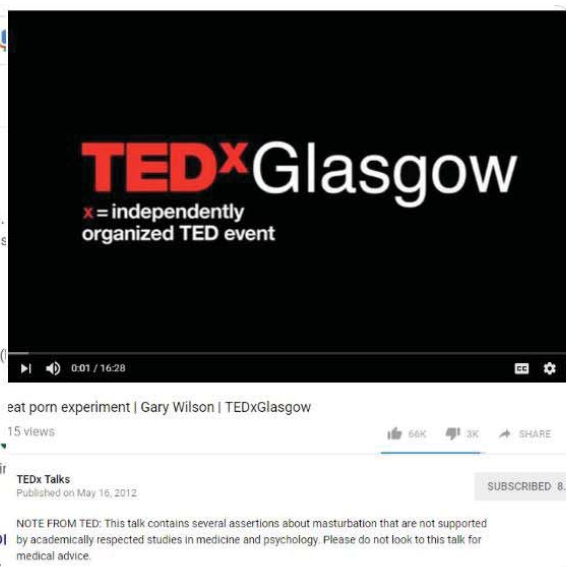 TEDxGlasgow
x = independently
organized TED event
0:01 / 16:28
CC
eat porn experiment | Gary Wilson | TEDxGlasgow
15 views
66K 3K SHARE
TEDx Talks
Published on May 16, 2012
SUBSCRIBED 8.
NOTE FROM TED: This talk contains several assertions about masturbation that are not supported
by academically respected studies in medicine and psychology. Please do not look to this talk for
medical advice.